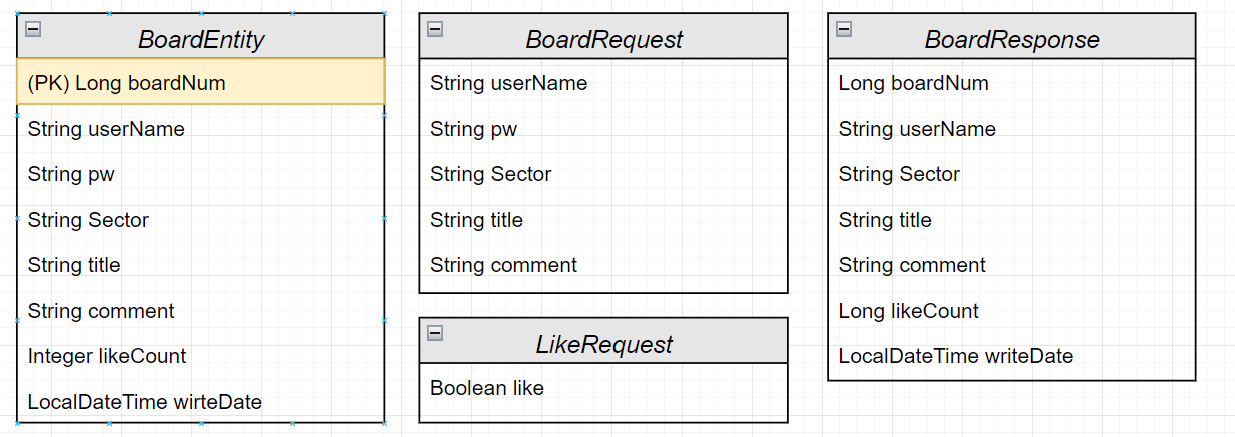 BoardEntity
(PK) Long boardNum
String userName
String pw
String Sector
String title
String comment
Integer likeCount
LocalDateTime wirteDate
BoardRequest
String userName
String pw
String Sector
String title
String comment
LikeRequest
Boolean like
BoardResponse
Long boardNum
String userName
String Sector
String title
String comment
Long likeCount
LocalDateTime writeDate